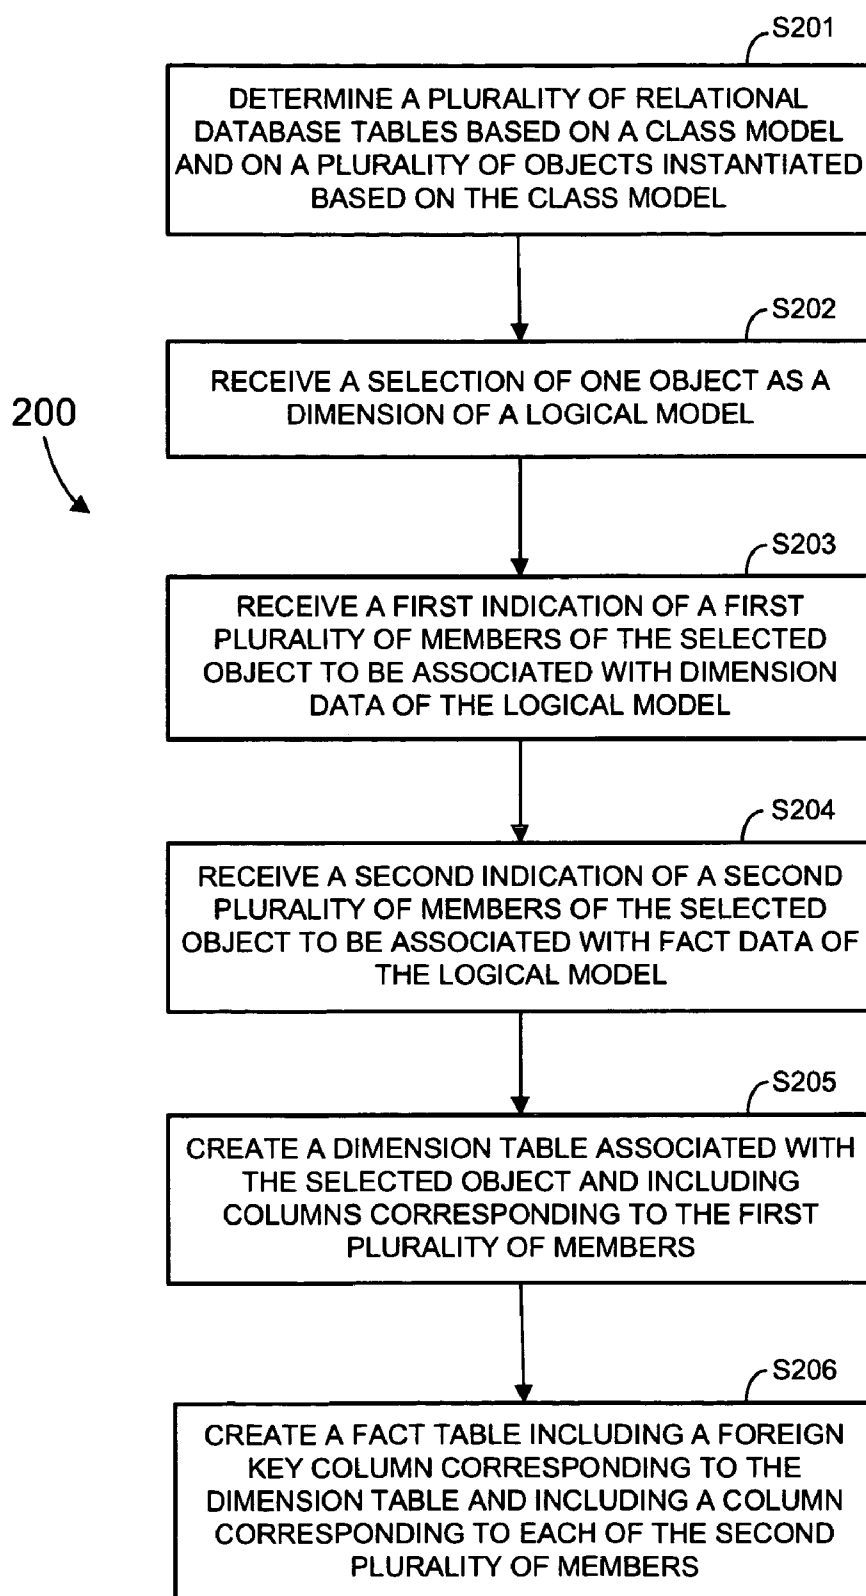 S201
DETERMINE A PLURALITY OF RELATIONAL
DATABASE TABLES BASED ON A CLASS MODEL
AND ON A PLURALITY OF OBJECTS INSTANTIATED
BASED ON THE CLASS MODEL
S202
RECEIVE A SELECTION OF ONE OBJECT AS A
DIMENSION OF A LOGICAL MODEL
200
S203
RECEIVE A FIRST INDICATION OF A FIRST
PLURALITY OF MEMBERS OF THE SELECTED
OBJECT TO BE ASSOCIATED WITH DIMENSION
DATA OF THE LOGICAL MODEL
S204
RECEIVE A SECOND INDICATION OF A SECOND
PLURALITY OF MEMBERS OF THE SELECTED
OBJECT TO BE ASSOCIATED WITH FACT DATA OF
THE LOGICAL MODEL
S205
CREATE A DIMENSION TABLE ASSOCIATED WITH
THE SELECTED OBJECT AND INCLUDING
COLUMNS CORRESPONDING TO THE FIRST
PLURALITY OF MEMBERS
S206
CREATE A FACT TABLE INCLUDING A FOREIGN
KEY COLUMN CORRESPONDING TO THE
DIMENSION TABLE AND INCLUDING A COLUMN
CORRESPONDING TO EACH OF THE SECOND
PLURALITY OF MEMBERS